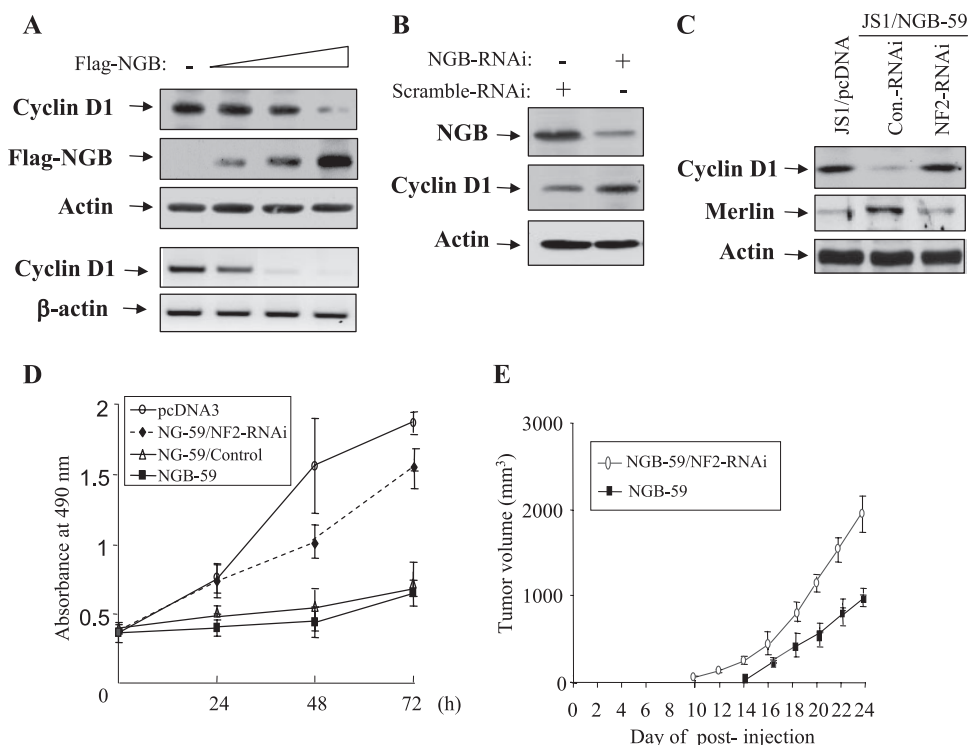 A
Flag-NGB: -
Cyclin D1
Flag-NGB
Actin
Cyclin D1
β-actin
B
NGB-RNAi: - +
Scramble-RNAi: + -
NGB
Cyclin D1
Actin
C
JS1/NGB-59
JS1/pcDNA
Con.-RNAi
NF2-RNAi
Cyclin D1
Merlin
Actin
D
pcDNA3
NG-59/NF2-RNAi
NG-59/Control
NGB-59
Absorbance at 490 nm
2
1.5
1
0.5
0
24 48 72 (h)
E
NGB-59/NF2-RNAi
NGB-59
Tumor volume (mm³)
3000
2000
1000
0
0 2 4 6 8 10 12 14 16 18 20 22 24
Day of post- injection